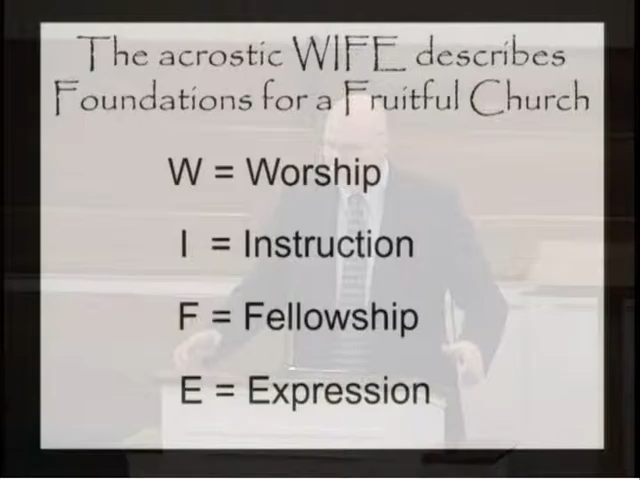 The acrostic WIFE describes
Foundations for a Fruitful Church
W = Worship
I = Instruction
F = Fellowship
E = Expression